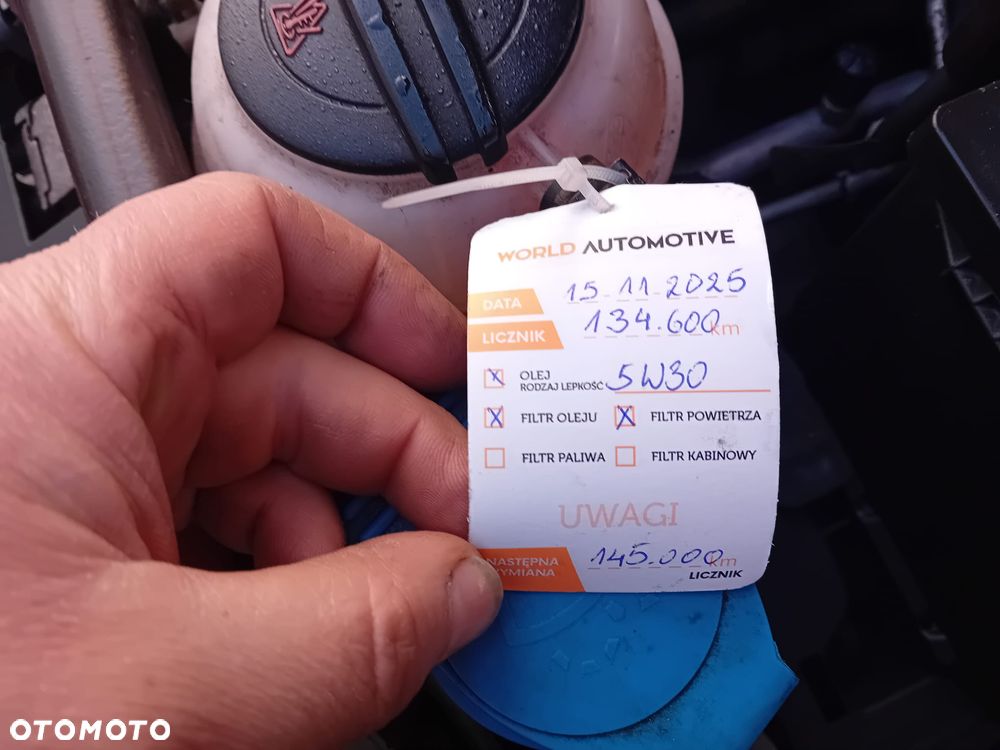 WORLD AUTOMOTIVE
DATA 15.11.2025
LICZNIK 134.600 km
OLEJ
RODZAJ LEPKOŚĆ 5W30
FILTR OLEJU FILTR POWIETRZA
FILTR PALIWA FILTR KABINOWY
UWAGI
NASTĘPNA
WYMIANA 145.000 km
LICZNIK
OTOMOTO